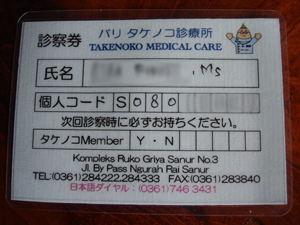 診察券
バリ タケノコ診療所
TAKENOKO MEDICAL CARE
氏名 , Ms
個人コード S080
次回診察時に必ずお持ちください。
タケノコMember Y・N
Kompleks Ruko Griya Sanur No.3
Jl. By Pass Ngurah Rai Sanur
TEL:(0361)284222.284333 FAX(0361)283840
日本語ダイヤル:(0361)746 3431